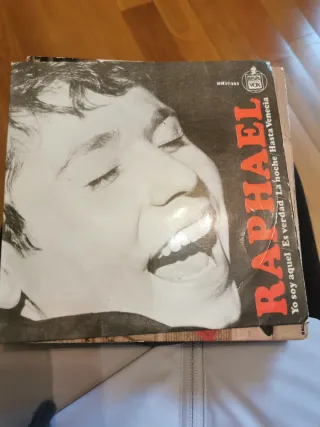 RAPHAEL
Yo soy aquel / Es verdad / La noche / Hasta Venecia